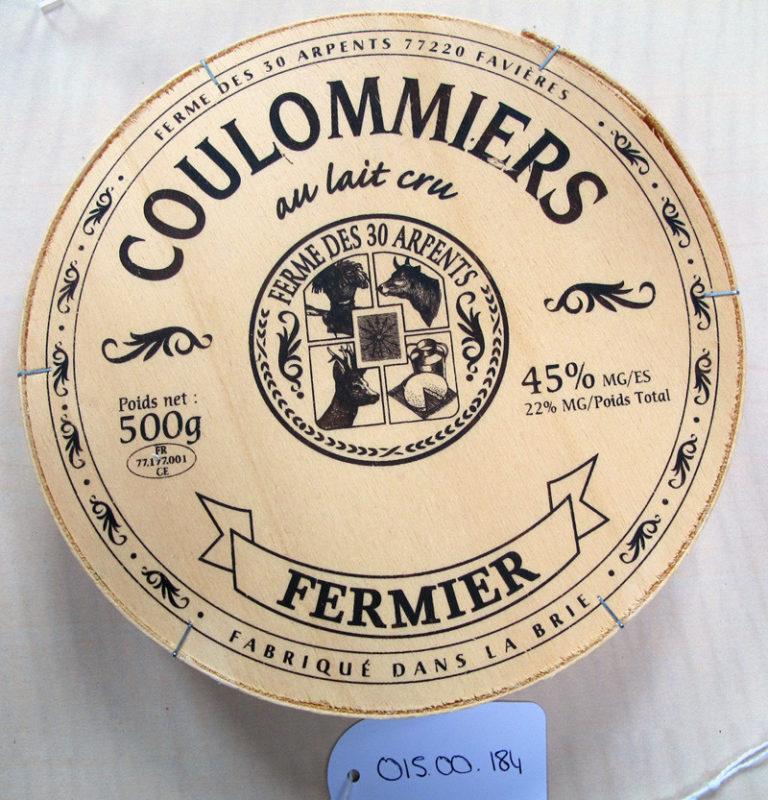 FERME DES 30 ARPENTS 77220 FAVIÈRES
COULOMMIERS
au lait cru
FERME DES 30 ARPENTS
Poids net :
500g
FR
77.177.001
CE
45% MG/ES
22% MG/Poids Total
FERMIER
FABRIQUÉ DANS LA BRIE
015.00.184